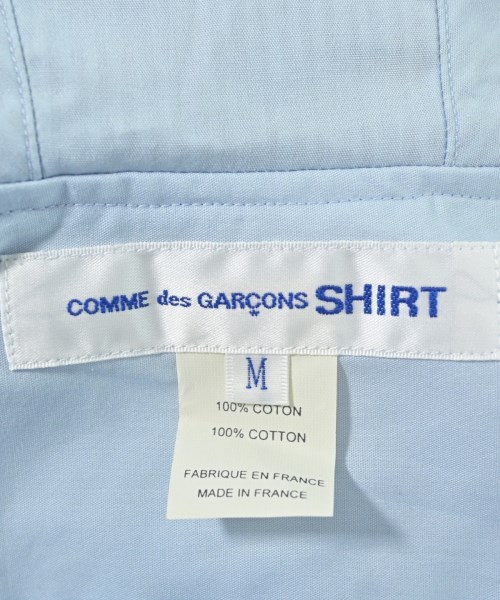 COMME des GARÇONS SHIRT
M
100% COTON
100% COTTON
FABRIQUE EN FRANCE
MADE IN FRANCE